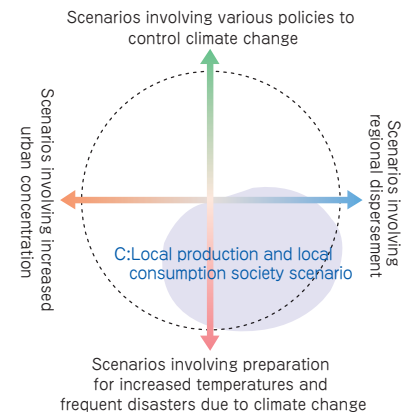 Scenarios involving various policies to
control climate change
Scenarios involving increased
urban concentration
Scenarios involving
regional dispersement
C:Local production and local
consumption society scenario
Scenarios involving preparation
for increased temperatures and
frequent disasters due to climate change